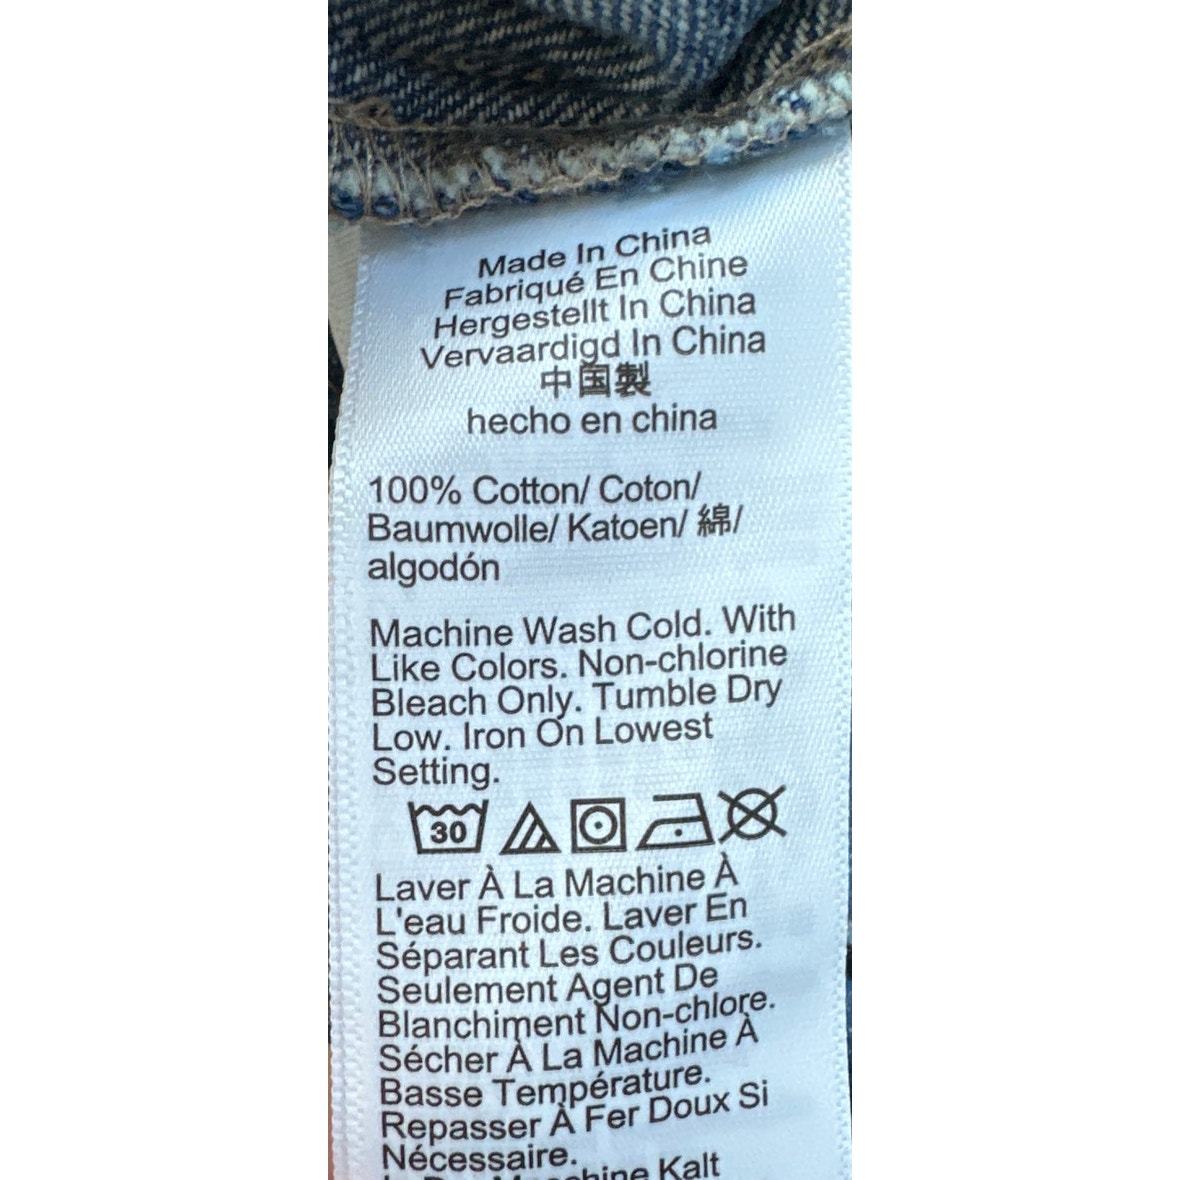 Made In China
Fabriqué En Chine
Hergestellt In China
Vervaardigd In China
中国製
hecho en china
100% Cotton/ Coton/
Baumwolle/ Katoen/ 綿/
algodón
Machine Wash Cold. With
Like Colors. Non-chlorine
Bleach Only. Tumble Dry
Low. Iron On Lowest
Setting.
30
Laver À La Machine À
L'eau Froide. Laver En
Séparant Les Couleurs.
Seulement Agent De
Blanchiment Non-chlore.
Sécher À La Machine À
Basse Température.
Repasser À Fer Doux Si
Nécessaire.
Kalt